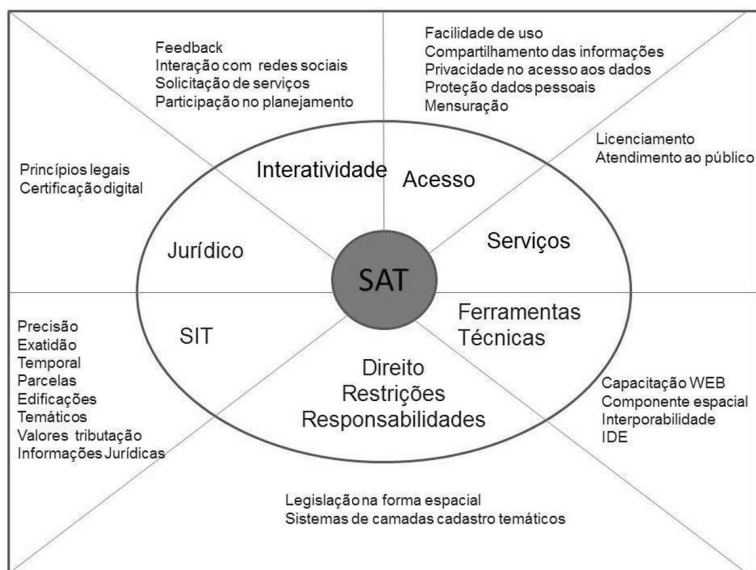 Feedback
Interação com redes sociais
Solicitação de serviços
Participação no planejamento
Facilidade de uso
Compartilhamento das informações
Privacidade no acesso aos dados
Proteção dados pessoais
Mensuração
Licenciamento
Atendimento ao público
Princípios legais
Certificação digital
Interatividade
Acesso
Jurídico
Serviços
SAT
SIT
Ferramentas
Técnicas
Direito
Restrições
Responsabilidades
Precisão
Exatidão
Temporal
Parcelas
Edificações
Temáticos
Valores tributação
Informações Jurídicas
Capacitação WEB
Componente espacial
Interporabilidade
IDE
Legislação na forma espacial
Sistemas de camadas cadastro temáticos